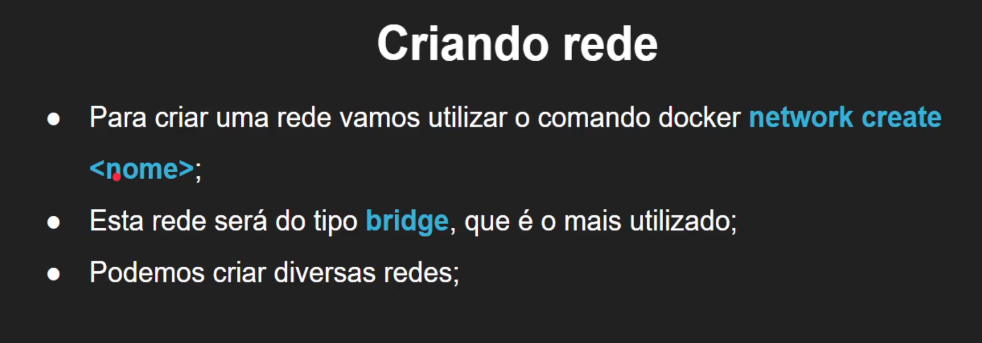 Criando rede
● Para criar uma rede vamos utilizar o comando docker network create
<nome>;
● Esta rede será do tipo bridge, que é o mais utilizado;
● Podemos criar diversas redes;